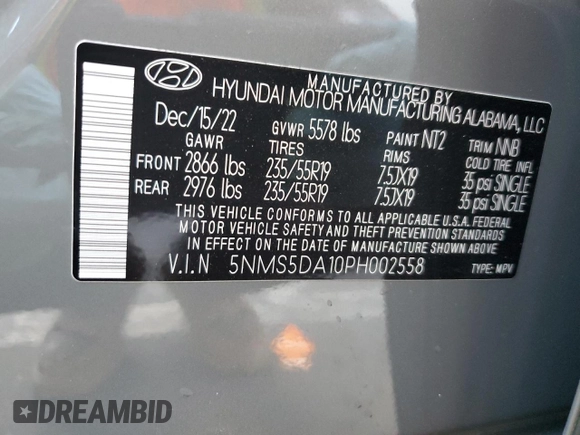 MANUFACTURED BY
HYUNDAI MOTOR MANUFACTURING ALABAMA, LLC
Dec/15/22 GVWR 5578 lbs PAINT NT2 TRIM NNB
GAWR TIRES RIMS COLD TIRE INFL
FRONT 2866 lbs 235/55R19 7.5JX19 35 psi SINGLE
REAR 2976 lbs 235/55R19 7.5JX19 35 psi SINGLE
THIS VEHICLE CONFORMS TO ALL APPLICABLE U.S.A. FEDERAL
MOTOR VEHICLE SAFETY AND THEFT PREVENTION STANDARDS
IN EFFECT ON THE DATE OF MANUFACTURE SHOWN ABOVE.
V.I.N 5NMS5DA10PH002558 TYPE: MPV
DREAMBID